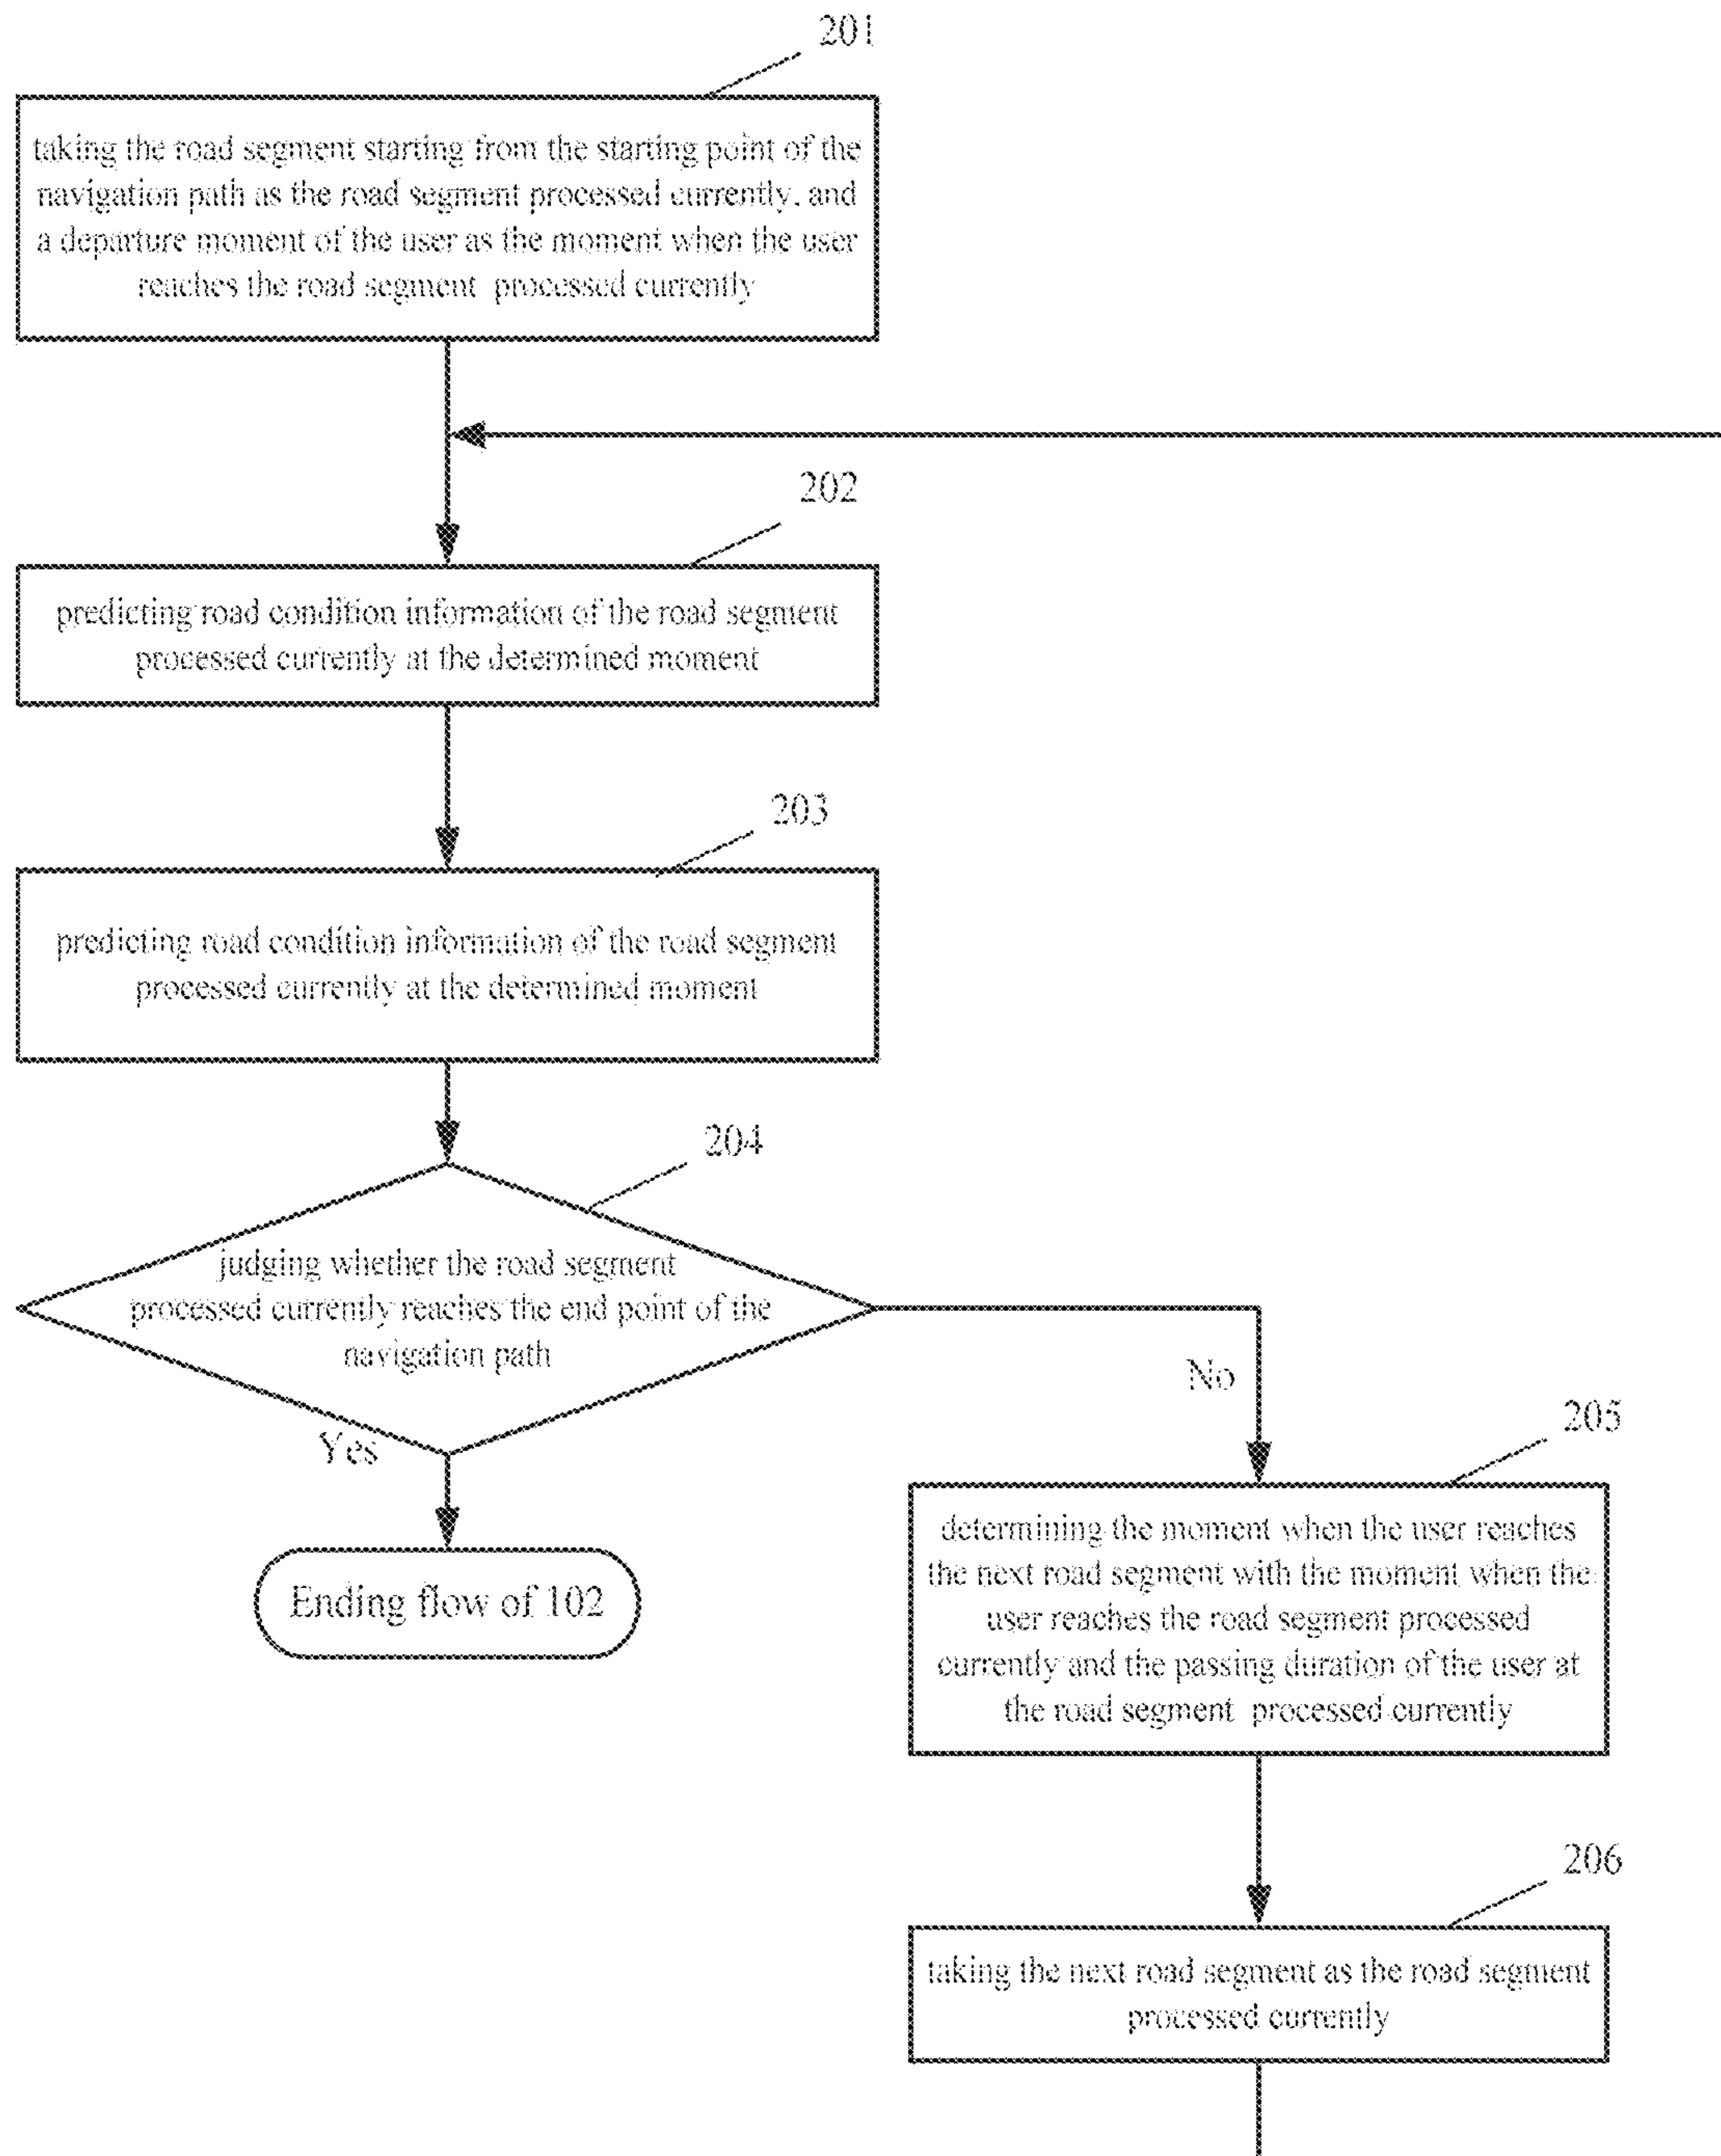 201
taking the road segment starting from the starting point of the
navigation path as the road segment processed currently, and
a departure moment of the user as the moment when the user
reaches the road segment processed currently
202
predicting road condition information of the road segment
processed currently at the determined moment
203
predicting road condition information of the road segment
processed currently at the determined moment
204
judging whether the road segment
processed currently reaches the end point of the
navigation path
No
Yes
205
determining the moment when the user reaches
the next road segment with the moment when the
user reaches the road segment processed
currently and the passing duration of the user at
the road segment processed currently
Ending flow of 102
206
taking the next road segment as the road segment
processed currently